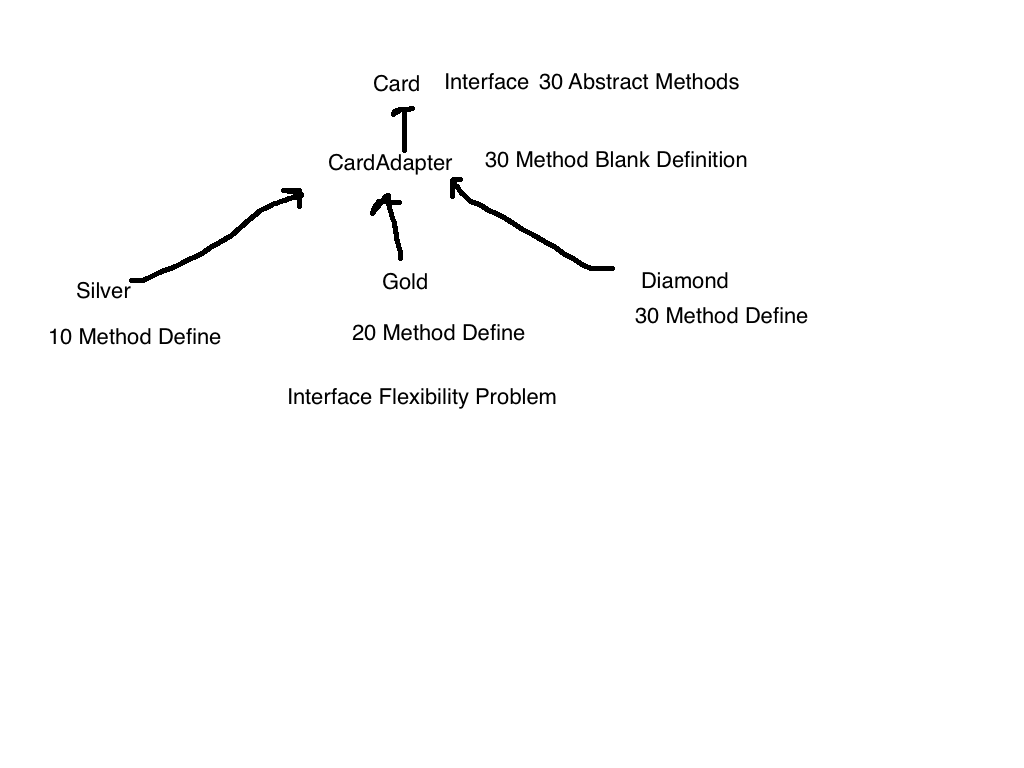 Card Interface 30 Abstract Methods
CardAdapter 30 Method Blank Definition
Silver Gold Diamond
10 Method Define 20 Method Define 30 Method Define
Interface Flexibility Problem